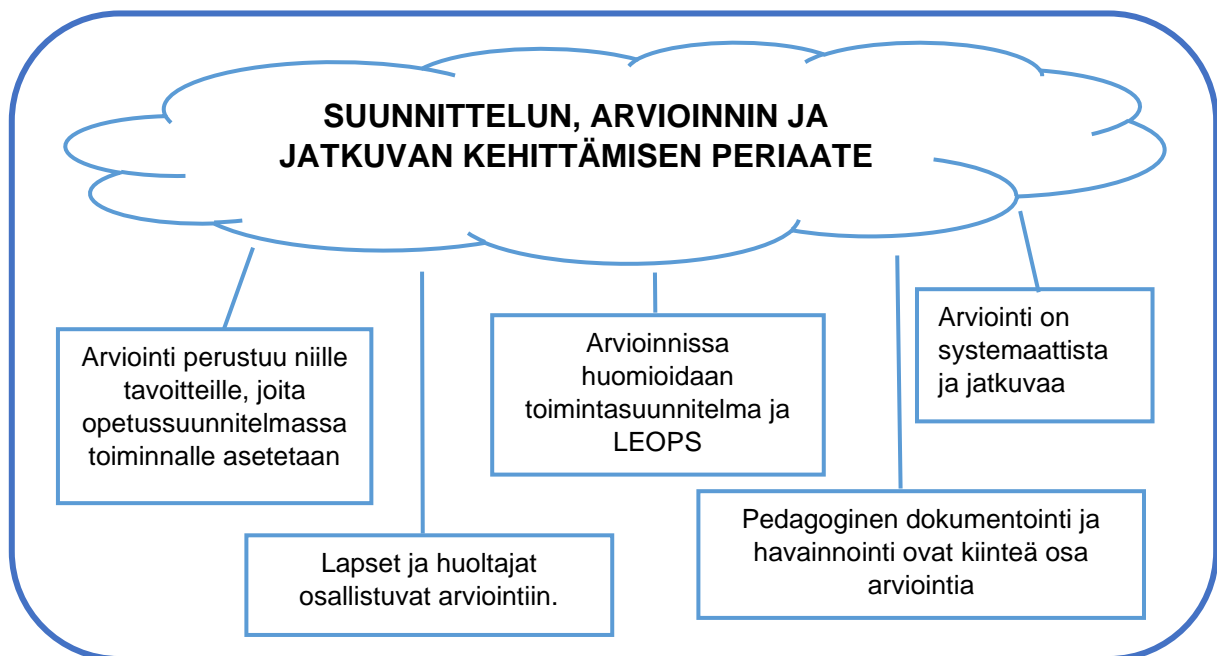 SUUNNITTELUN, ARVIOINNIN JA
JATKUVAN KEHITTÄMISEN PERIAATE
Arviointi perustuu niille
tavoitteille, joita
opetussuunnitelmassa
toiminnalle asetetaan
Lapset ja huoltajat
osallistuvat arviointiin.
Arvioinnissa
huomioidaan
toimintasuunnitelma ja
LEOPS
Pedagoginen dokumentointi ja
havainnointi ovat kiinteä osa
arviointia
Arviointi on
systemaattista
ja jatkuvaa